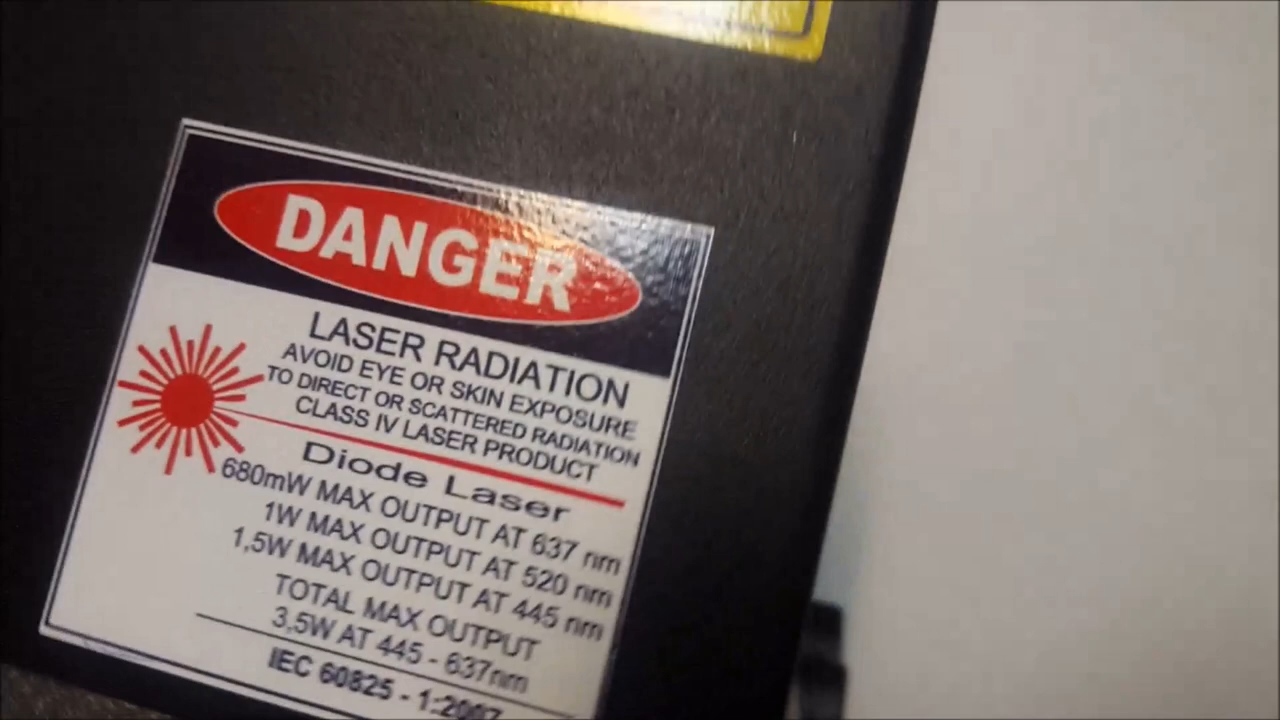 DANGER
LASER RADIATION
AVOID EYE OR SKIN EXPOSURE
TO DIRECT OR SCATTERED RADIATION
CLASS IV LASER PRODUCT
Diode Laser
680mW MAX OUTPUT AT 637 nm
1W MAX OUTPUT AT 520 nm
1,5W MAX OUTPUT AT 445 nm
TOTAL MAX OUTPUT
3,5W AT 445 - 637nm
IEC 60825 - 1:2007